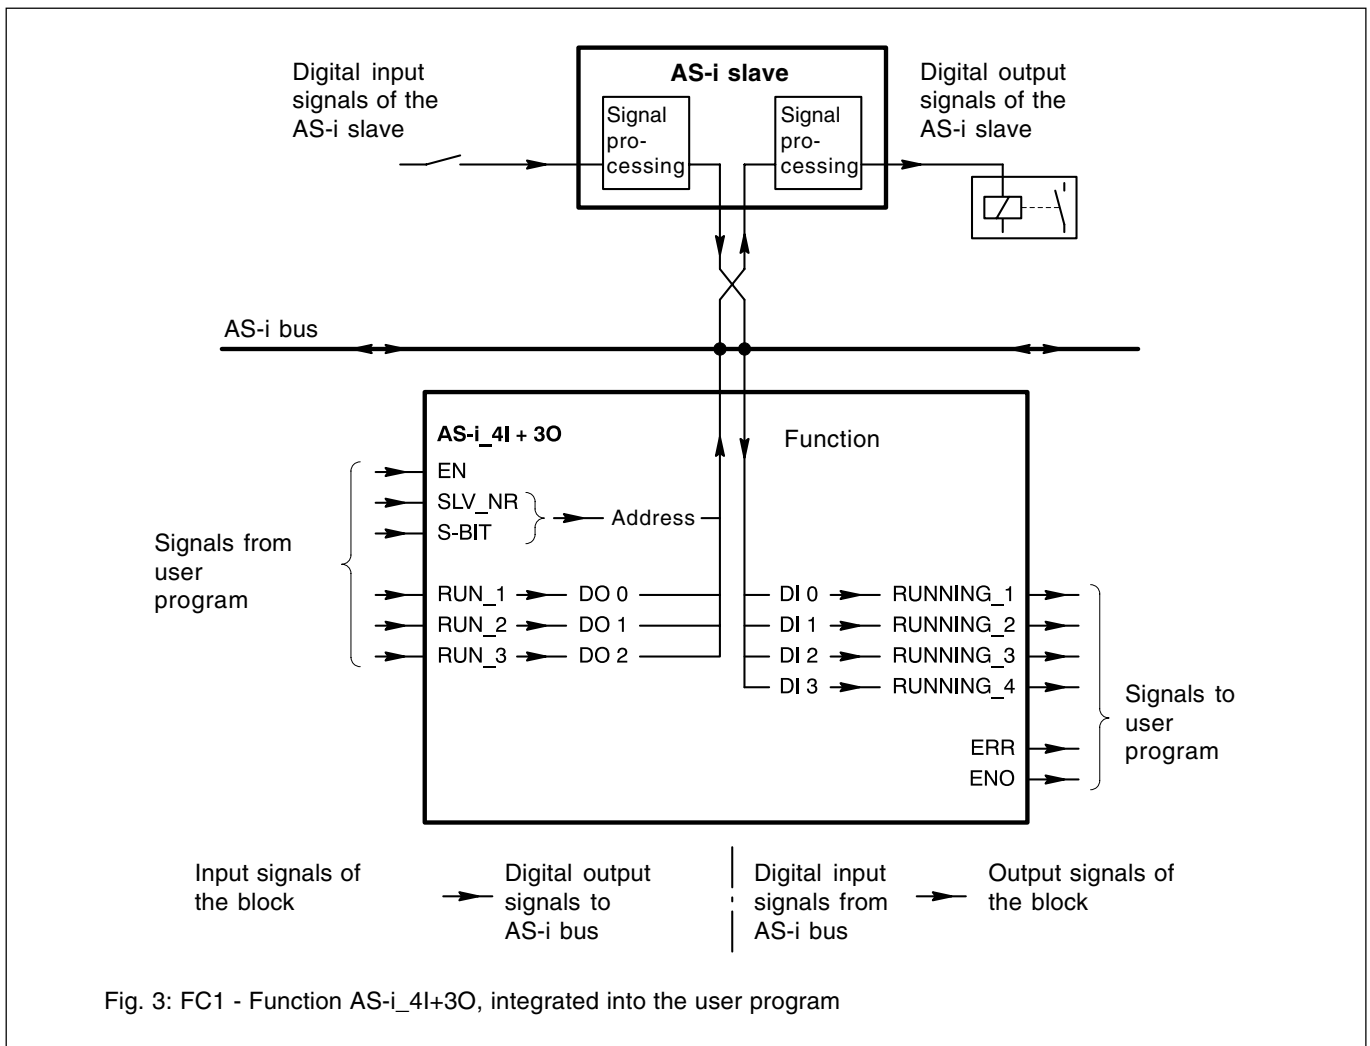 Digital input
signals of the
AS-i slave
AS-i slave
Signal
pro-
cessing
Signal
pro-
cessing
Digital output
signals of the
AS-i slave
AS-i bus
AS-i_4I + 3O
Function
EN
SLV_NR
S-BIT
Address
Signals from
user
program
RUN_1
DO 0
RUN_2
DO 1
RUN_3
DO 2
DI 0
RUNNING_1
DI 1
RUNNING_2
DI 2
RUNNING_3
DI 3
RUNNING_4
ERR
ENO
Signals to
user
program
Input signals of
the block
Digital output
signals to
AS-i bus
Digital input
signals from
AS-i bus
Output signals of
the block
Fig. 3: FC1 - Function AS-i_4I+3O, integrated into the user program